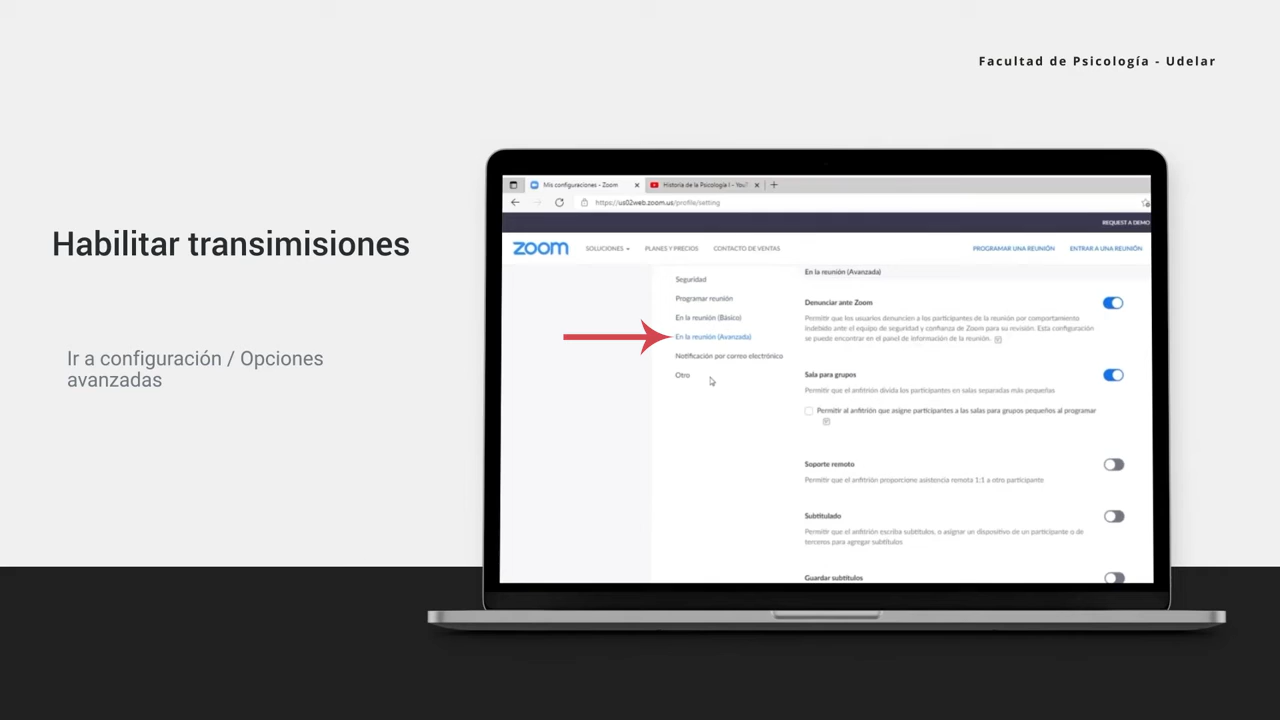 Facultad de Psicología - Udelar
Habilitar transimisiones
Ir a configuración / Opciones
avanzadas
Mis configuraciones - Zoom
Historia de la Psicología I - You
https://us02web.zoom.us/profile/setting
REQUEST A DEMO
zoom
SOLUCIONES
PLANES Y PRECIOS
CONTACTO DE VENTAS
PROGRAMAR UNA REUNIÓN
ENTRAR A UNA REUNIÓN
Seguridad
Programar reunión
En la reunión (Básico)
En la reunión (Avanzada)
Notificación por correo electrónico
Otro
En la reunión (Avanzada)
Denunciar ante Zoom
Permitir que los usuarios denuncien a los participantes de la reunión por comportamiento
indebido ante el equipo de seguridad y confianza de Zoom para su revisión. Esta configuración
se puede encontrar en el panel de información de la reunión.
Sala para grupos
Permitir que el anfitrión divida los participantes en salas separadas más pequeñas
Permitir al anfitrión que asigne participantes a las salas para grupos pequeños al programar
Soporte remoto
Permitir que el anfitrión proporcione asistencia remota 1:1 a otro participante
Subtitulado
Permitir que el anfitrión escriba subtítulos, o asignar un dispositivo de un participante o de
terceros para agregar subtítulos
Guardar subtítulos